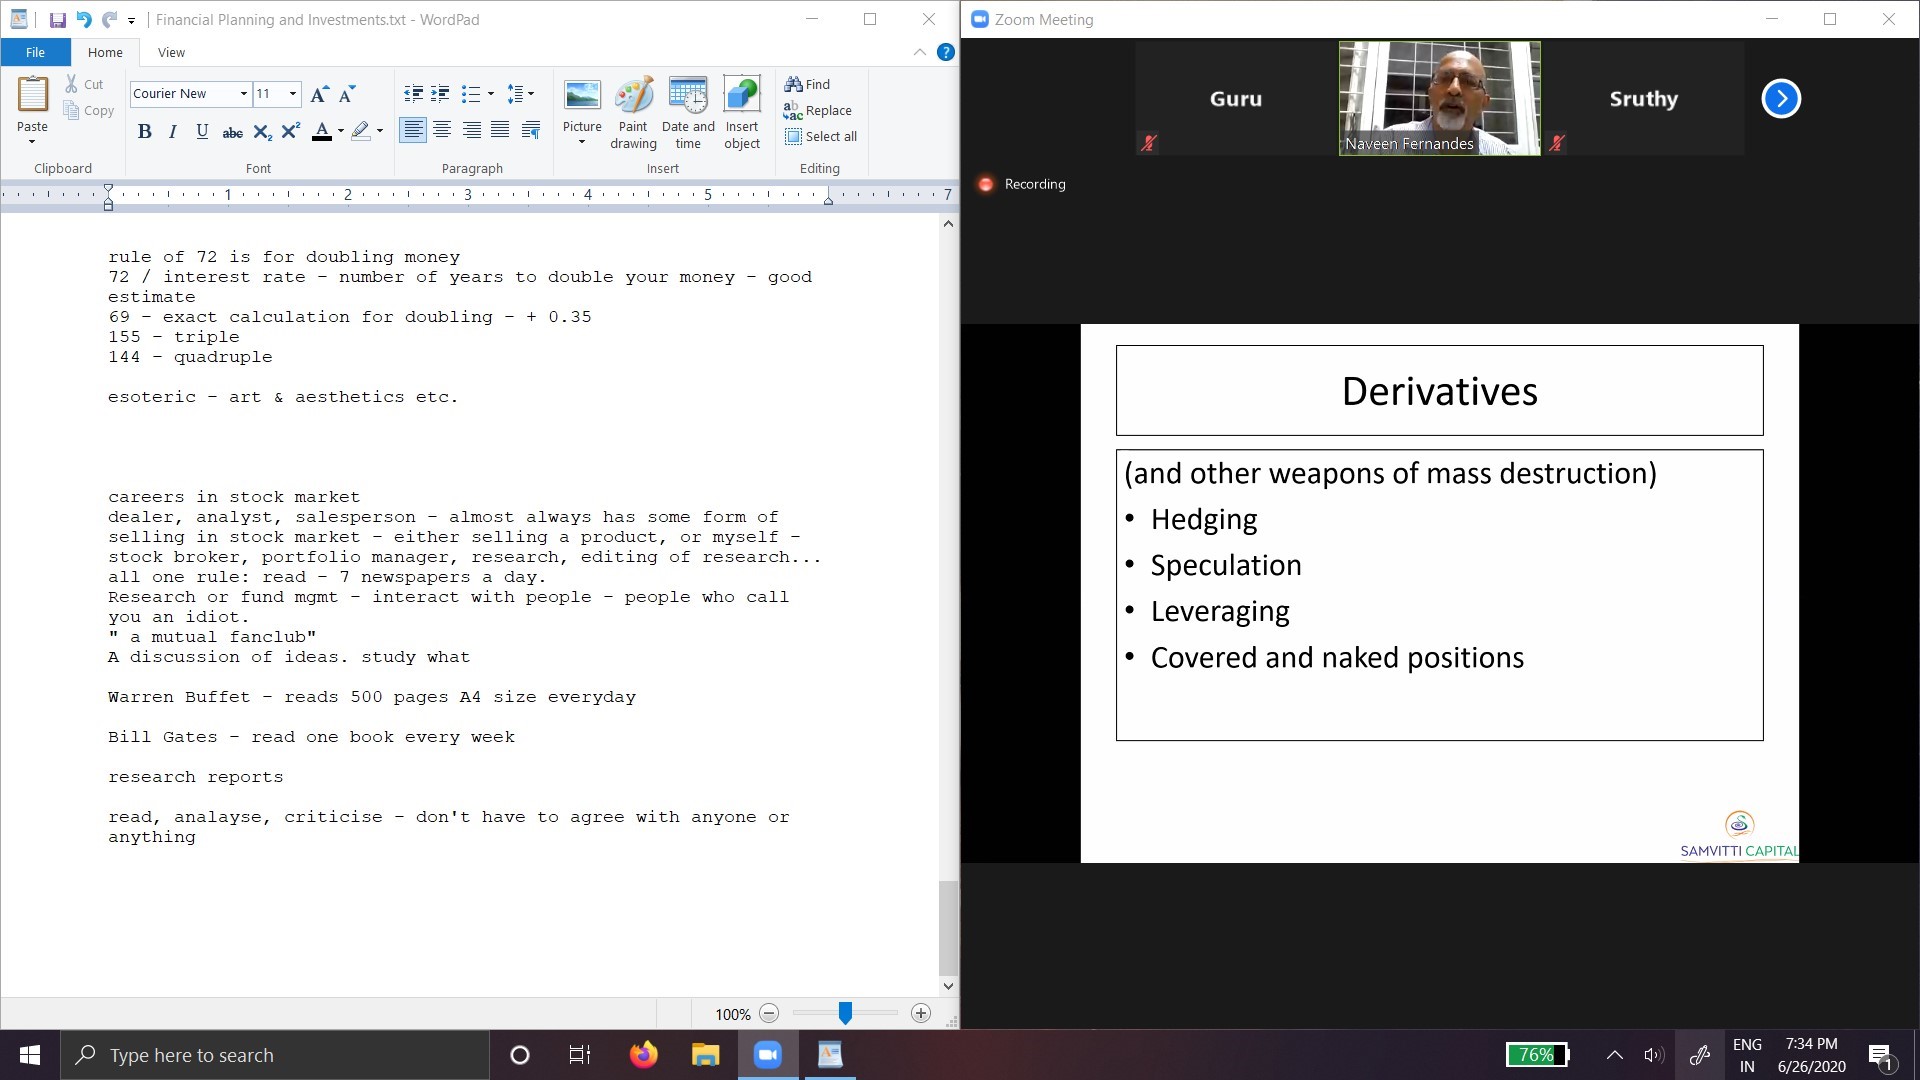 Financial Planning and Investments.txt - WordPad
File Home View
Paste
Cut
Copy
Clipboard
Courier New 11
B I U abc X₂ X² A
Font
Paragraph
Picture
Paint drawing
Date and time
Insert object
Insert
Find
Replace
Select all
Editing
1 2 3 4 5 7
rule of 72 is for doubling money
72 / interest rate - number of years to double your money - good
estimate
69 - exact calculation for doubling - + 0.35
155 - triple
144 - quadruple
esoteric - art & aesthetics etc.
careers in stock market
dealer, analyst, salesperson - almost always has some form of
selling in stock market - either selling a product, or myself -
stock broker, portfolio manager, research, editing of research...
all one rule: read - 7 newspapers a day.
Research or fund mgmt - interact with people - people who call
you an idiot.
" a mutual fanclub"
A discussion of ideas. study what
Warren Buffet - reads 500 pages A4 size everyday
Bill Gates - read one book every week
research reports
read, analayse, criticise - don't have to agree with anyone or
anything
100%
Zoom Meeting
Guru
Naveen Fernandes
Sruthy
Recording
Derivatives
(and other weapons of mass destruction)
• Hedging
• Speculation
• Leveraging
• Covered and naked positions
SAMVITTI CAPITAL
Type here to search
76%
ENG
IN
7:34 PM
6/26/2020
1